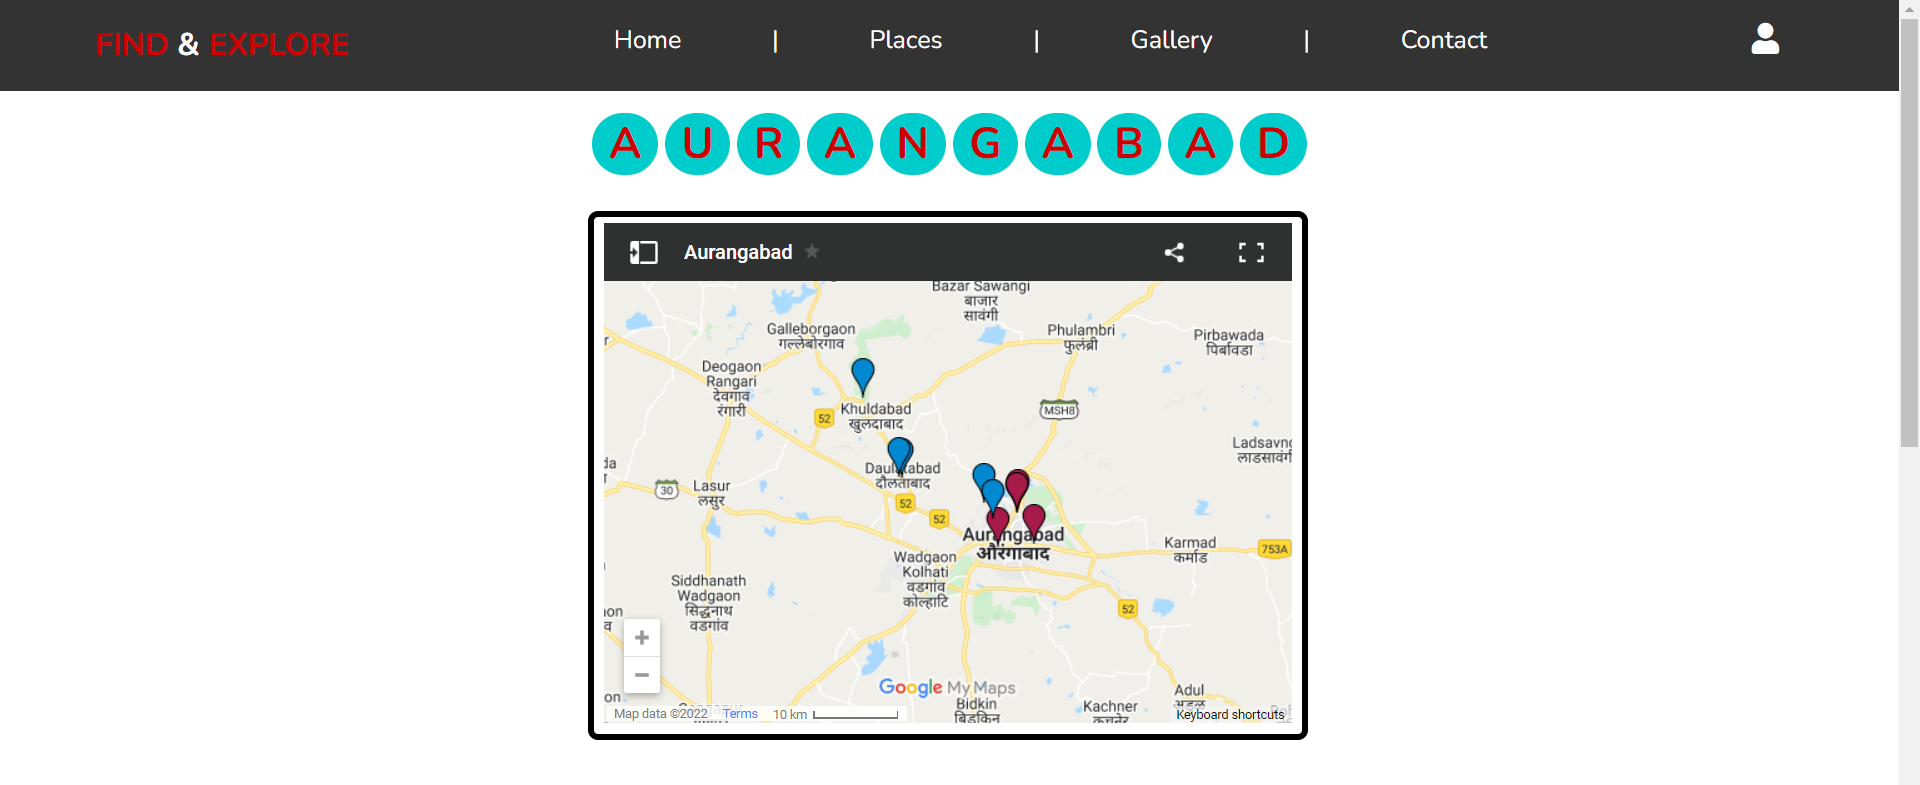 FIND & EXPLORE
Home | Places | Gallery | Contact
A U R A N G A B A D
Aurangabad
Bazar Sawangi
बाजार
सावंगी
Galleborgaon
गल्लेबोरगाव
Phulambri
फुलंब्री
Pirbawada
पिर्बावडा
Deogaon
Rangari
देवगाव
रंगारी
52
Khuldabad
खुलदाबाद
MSH8
Daulatabad
दौलताबाद
30
Lasur
लसुर
52
52
Aurangabad
औरंगाबाद
Karmad
कर्माड
753A
Wadgaon
Kolhati
वडगांव
कोल्हाटि
Siddhanath
Wadgaon
सिद्धनाथ
वडगांव
52
+
−
Google My Maps
Bidkin
बिडकिन
Kachner
कचनेर
Adul
अडुल
Map data ©2022 Terms 10 km
Keyboard shortcuts